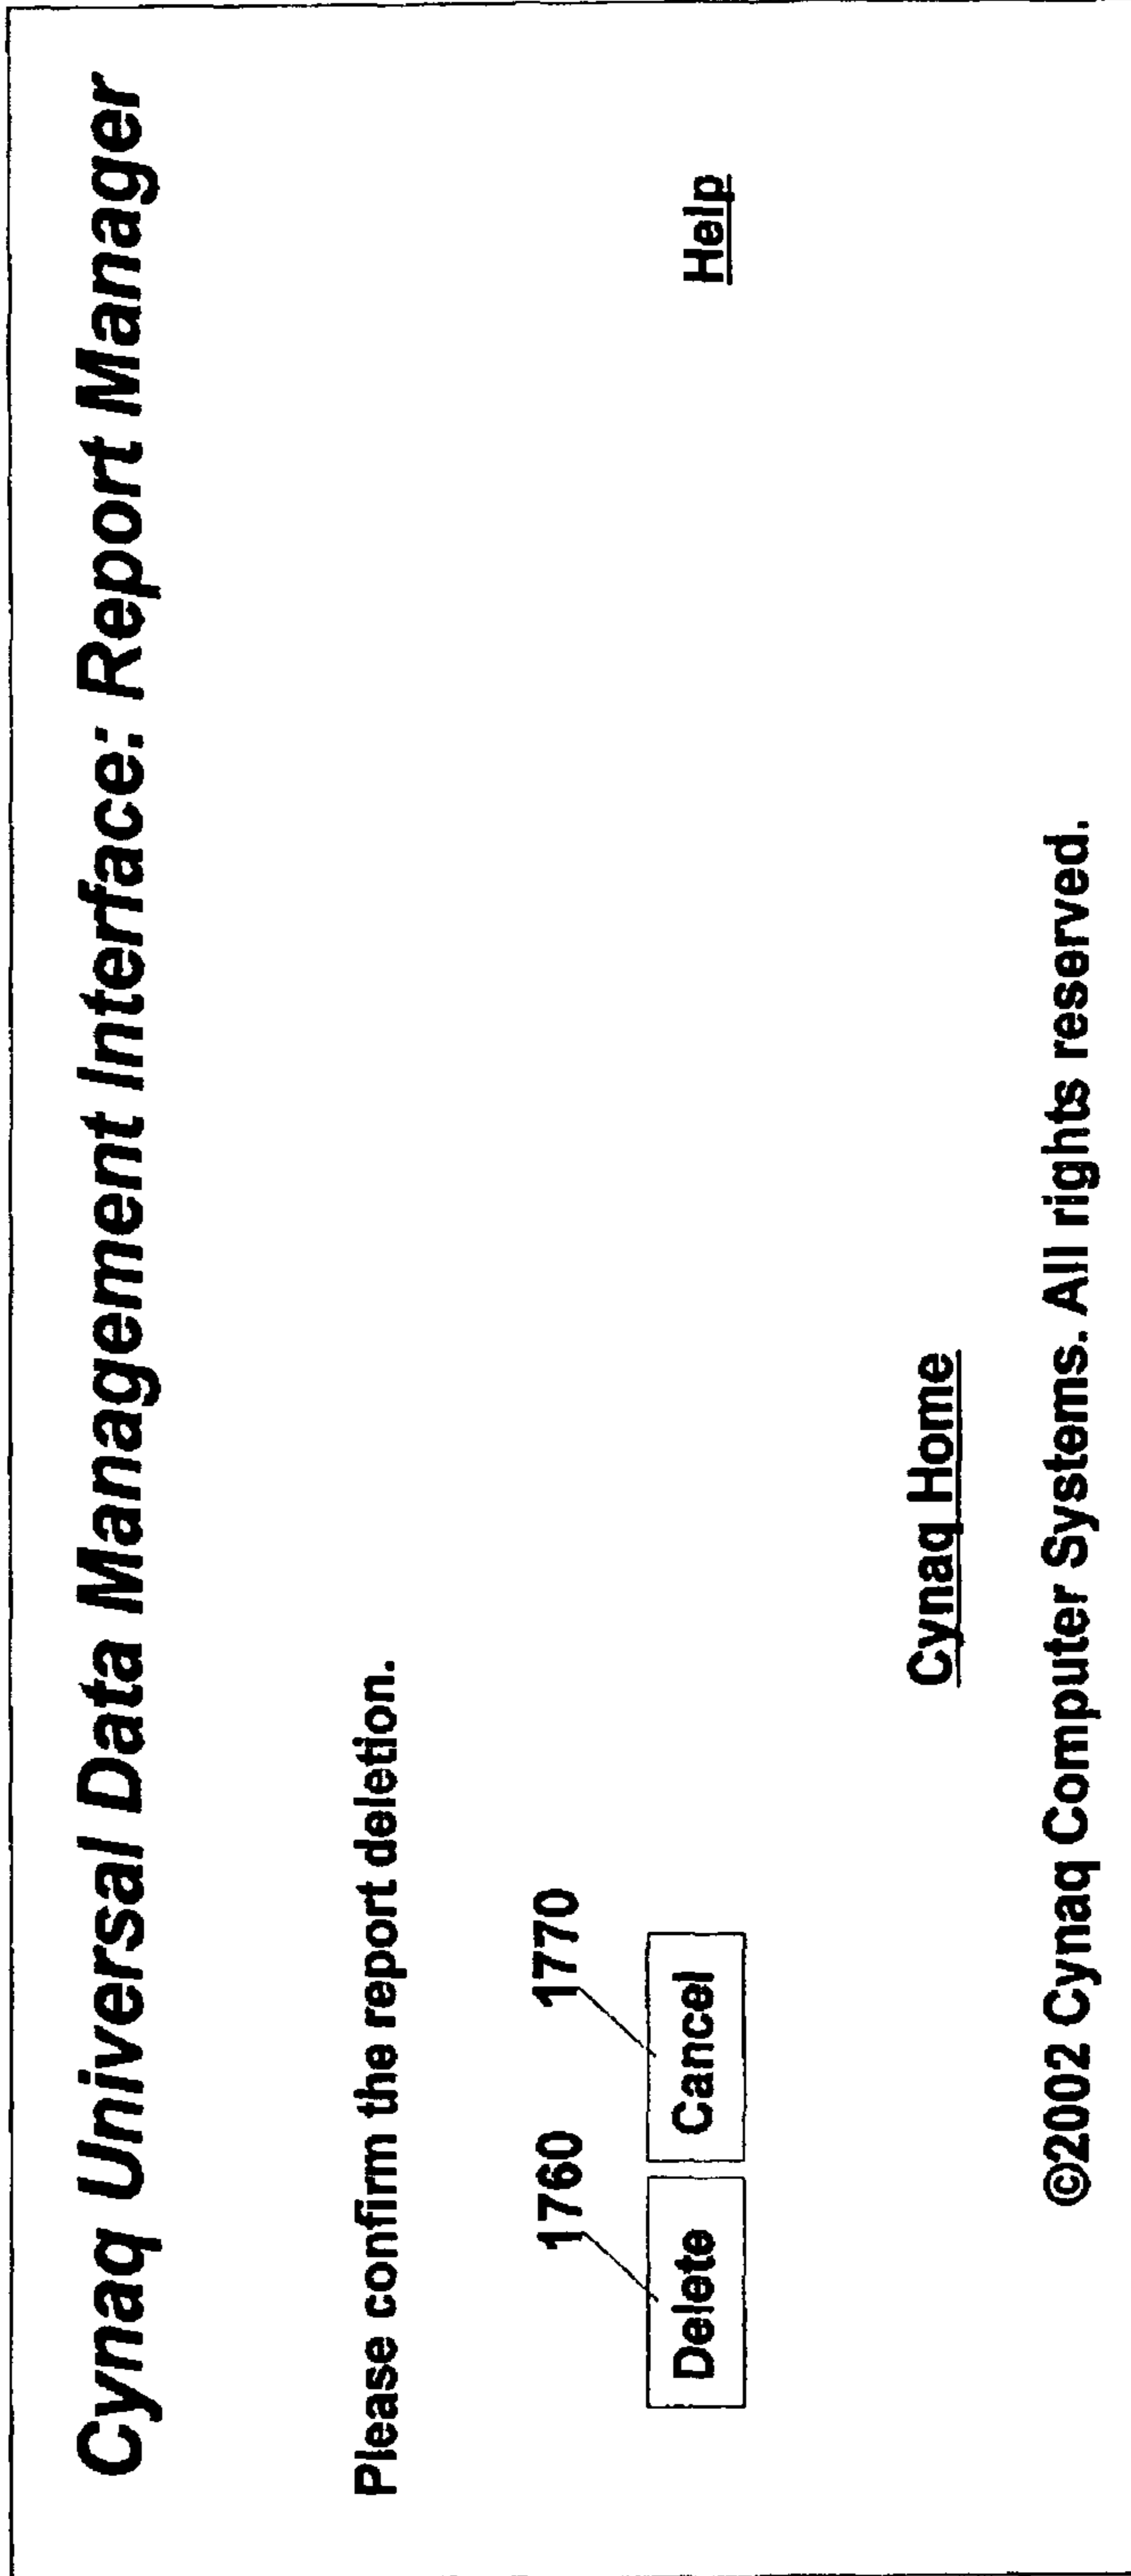 Cynaq Universal Data Management Interface: Report Manager
Please confirm the report deletion.
1760 1770
Delete Cancel Help
Cynaq Home
©2002 Cynaq Computer Systems. All rights reserved.